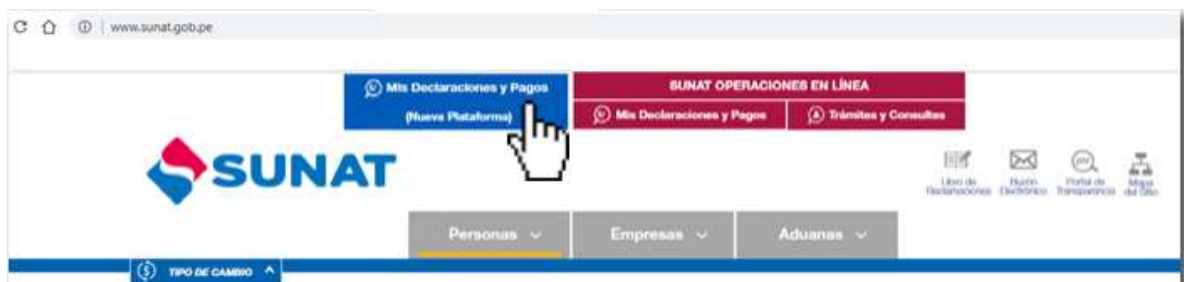 www.sunat.gob.pe
Mis Declaraciones y Pagos
(Nueva Plataforma)
SUNAT OPERACIONES EN LÍNEA
Mis Declaraciones y Pagos
Trámites y Consultas
SUNAT
Libro de
Reclamaciones
Buzón
Electrónico
Portal de
Transparencia
Mapa
del Sitio
Personas
Empresas
Aduanas
TIPO DE CAMBIO